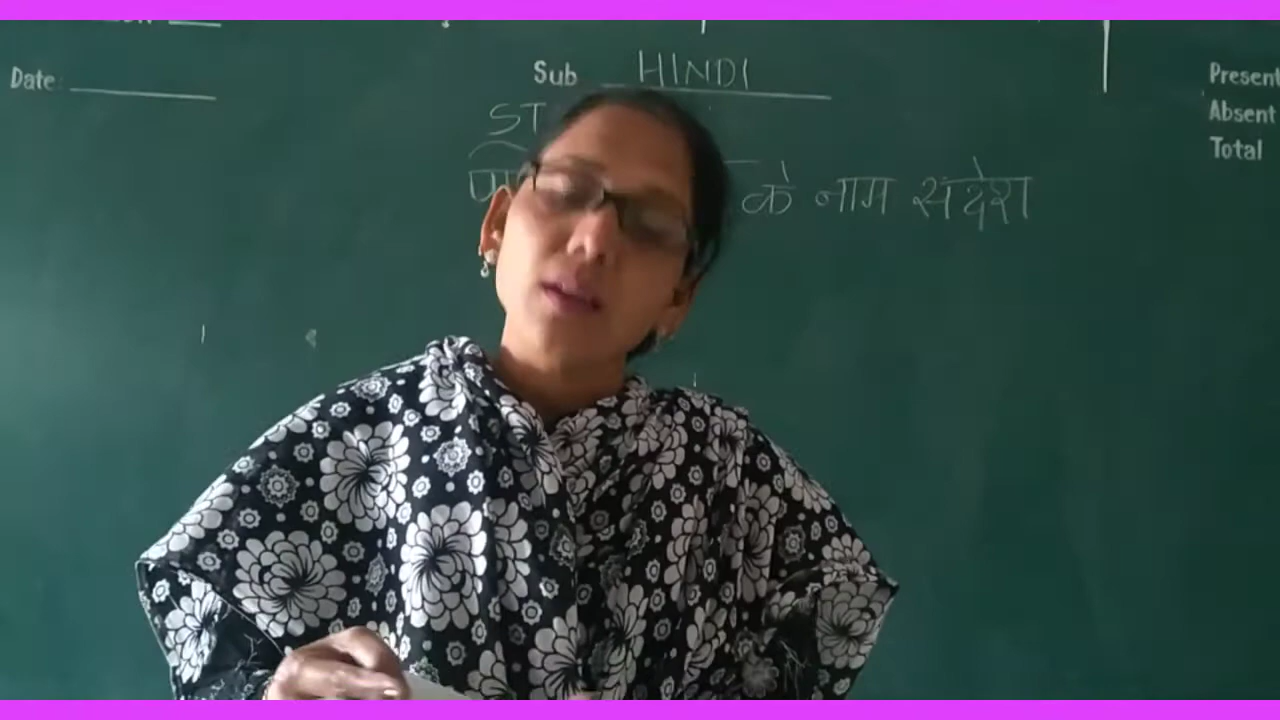 Date:
Sub HINDI
Present
Absent
Total
ST
के नाम संदेश